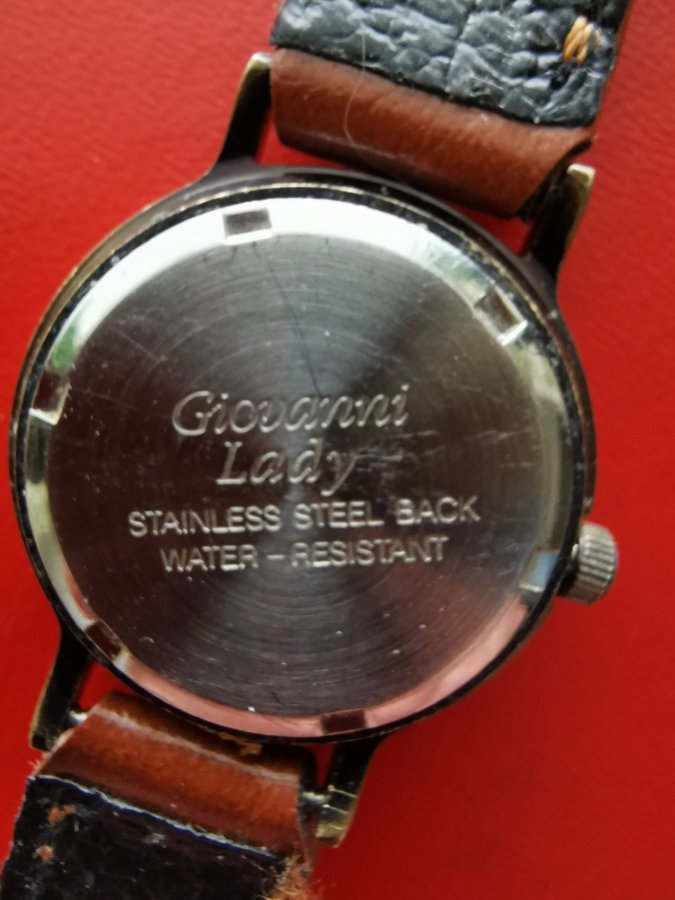 Giovanni
Lady
STAINLESS STEEL BACK
WATER-RESISTANT